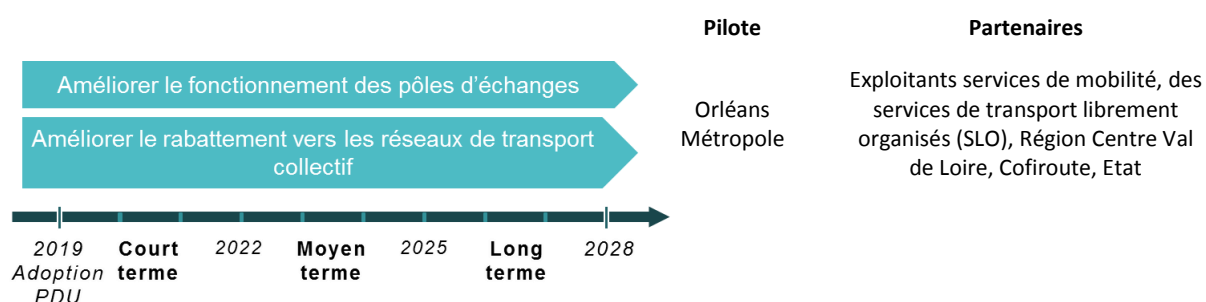 Pilote
Partenaires
Améliorer le fonctionnement des pôles d'échanges
Améliorer le rabattement vers les réseaux de transport
collectif
Orléans
Métropole
Exploitants services de mobilité, des
services de transport librement
organisés (SLO), Région Centre Val
de Loire, Cofiroute, Etat
2019
Adoption
PDU
Court
terme
2022
Moyen
terme
2025
Long
terme
2028